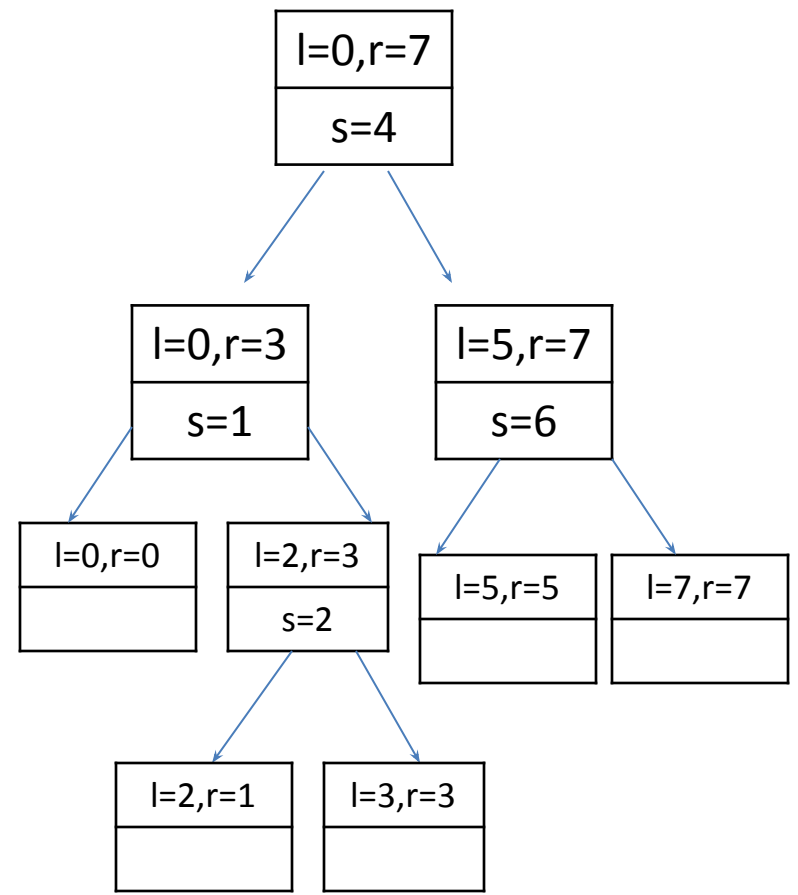 l=0,r=7
s=4
l=0,r=3
l=5,r=7
s=1
s=6
l=0,r=0
l=2,r=3
l=5,r=5
l=7,r=7
s=2
l=2,r=1
l=3,r=3